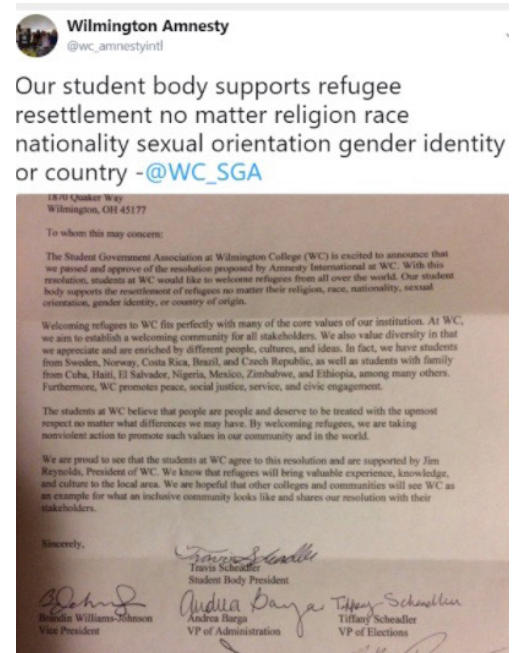 Wilmington Amnesty
@wc_amnestyintl
Our student body supports refugee
resettlement no matter religion race
nationality sexual orientation gender identity
or country -@WC_SGA
1870 Quaker Way
Wilmington, OH 45177
To whom this may concern:
The Student Government Association at Wilmington College (WC) is excited to announce that
we passed and approve of the resolution proposed by Amnesty International at WC. With this
resolution, students at WC would like to welcome refugees from all over the world. Our student
body supports the resettlement of refugees no matter their religion, race, nationality, sexual
orientation, gender identity, or country of origin.
Welcoming refugees to WC fits perfectly with many of the core values of our institution. At WC,
we aim to establish a welcoming community for all stakeholders. We also value diversity in that
we appreciate and are enriched by different people, cultures, and ideas. In fact, we have students
from Sweden, Norway, Costa Rica, Brazil, and Czech Republic, as well as students with family
from Cuba, Haiti, El Salvador, Nigeria, Mexico, Zimbabwe, and Ethiopia, among many others.
Furthermore, WC promotes peace, social justice, service, and civic engagement.
The students at WC believe that people are people and deserve to be treated with the upmost
respect no matter what differences we may have. By welcoming refugees, we are taking
nonviolent action to promote such values in our community and in the world.
We are proud to see that the students at WC agree to this resolution and are supported by Jim
Reynolds, President of WC. We know that refugees will bring valuable experience, knowledge,
and culture to the local area. We are hopeful that other colleges and communities will see WC as
an example for what an inclusive community looks like and shares our resolution with their
stakeholders.
Sincerely,
Travis Scheadler
Travis Scheadler
Student Body President
Andrea Barga Tiffany Scheadler
Brandin Williams-Johnson Andrea Barga Tiffany Scheadler
Vice President VP of Administration VP of Elections